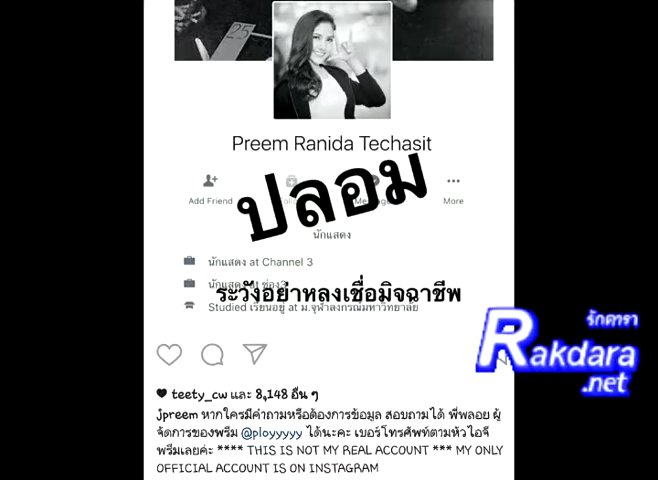 25
Preem Ranida Techasit
ปลอม
Add Friend
More
นักแสดง
นักแสดง at Channel 3
ระวังอย่าหลงเชื่อมิจฉาชีพ
Studied เรียนอยู่ at ม.จุฬาลงกรณ์มหาวิทยาลัย
รักดารา
Rakdara
.net
teety_cw และ 8,148 อื่น ๆ
jpreem หากใครมีคำถามหรือต้องการข้อมูล สอบถามได้ พี่พลอย ผู้
จัดการของพรีม @ployyyyy ได้นะคะ เบอร์โทรศัพท์ตามหัวไอจี
พรีมเลยค่ะ **** THIS IS NOT MY REAL ACCOUNT *** MY ONLY
OFFICIAL ACCOUNT IS ON INSTAGRAM